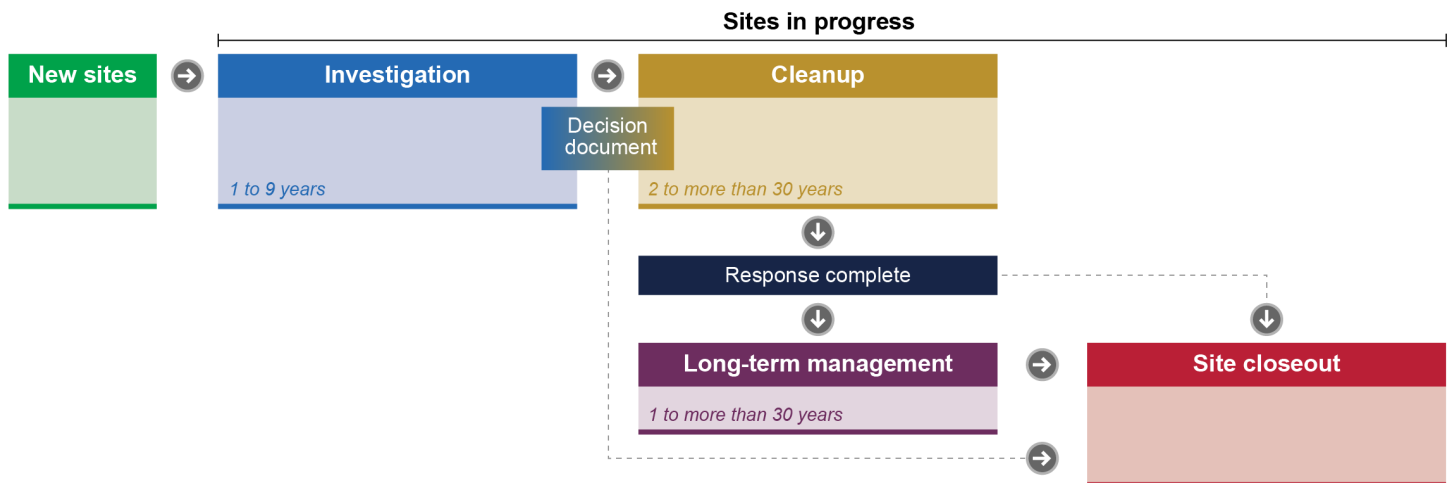 Sites in progress
New sites
Investigation
Cleanup
Decision
document
1 to 9 years
2 to more than 30 years
Response complete
Long-term management
Site closeout
1 to more than 30 years